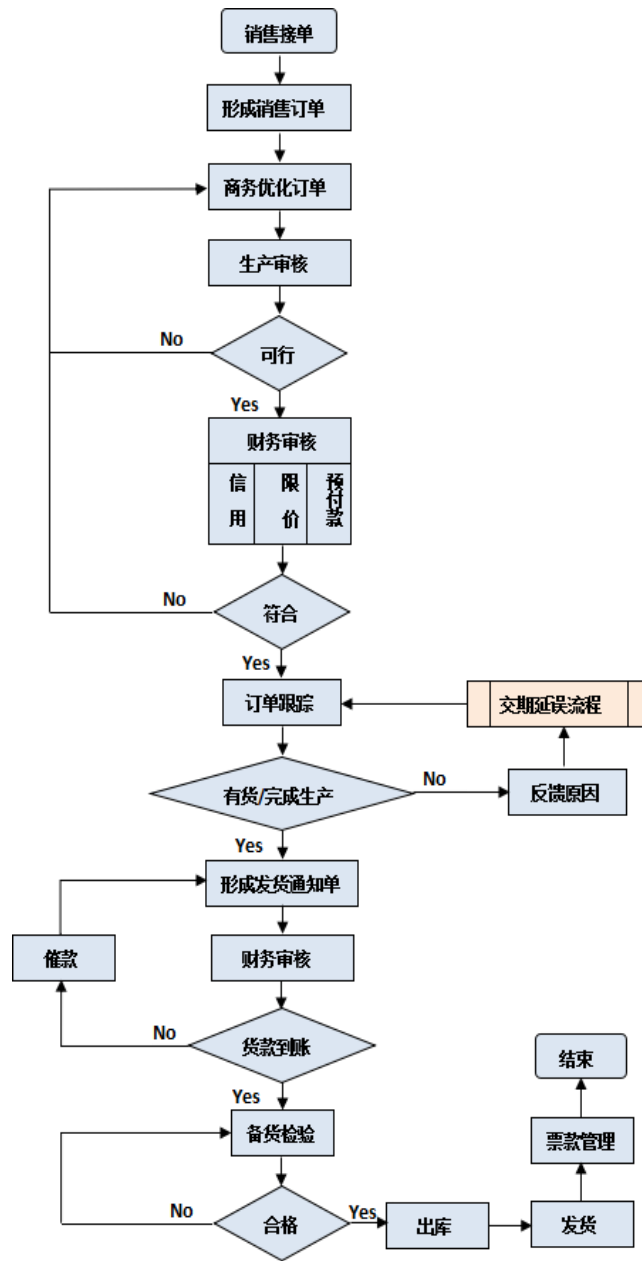 销售接单
形成销售订单
商务优化订单
生产审核
No
可行
Yes
财务审核
信用
限价
预付款
No
符合
Yes
订单跟踪
交期延误流程
有货/完成生产
No
反馈原因
Yes
形成发货通知单
催款
财务审核
No
货款到账
结束
Yes
备货检验
票款管理
No
合格
Yes
出库
发货